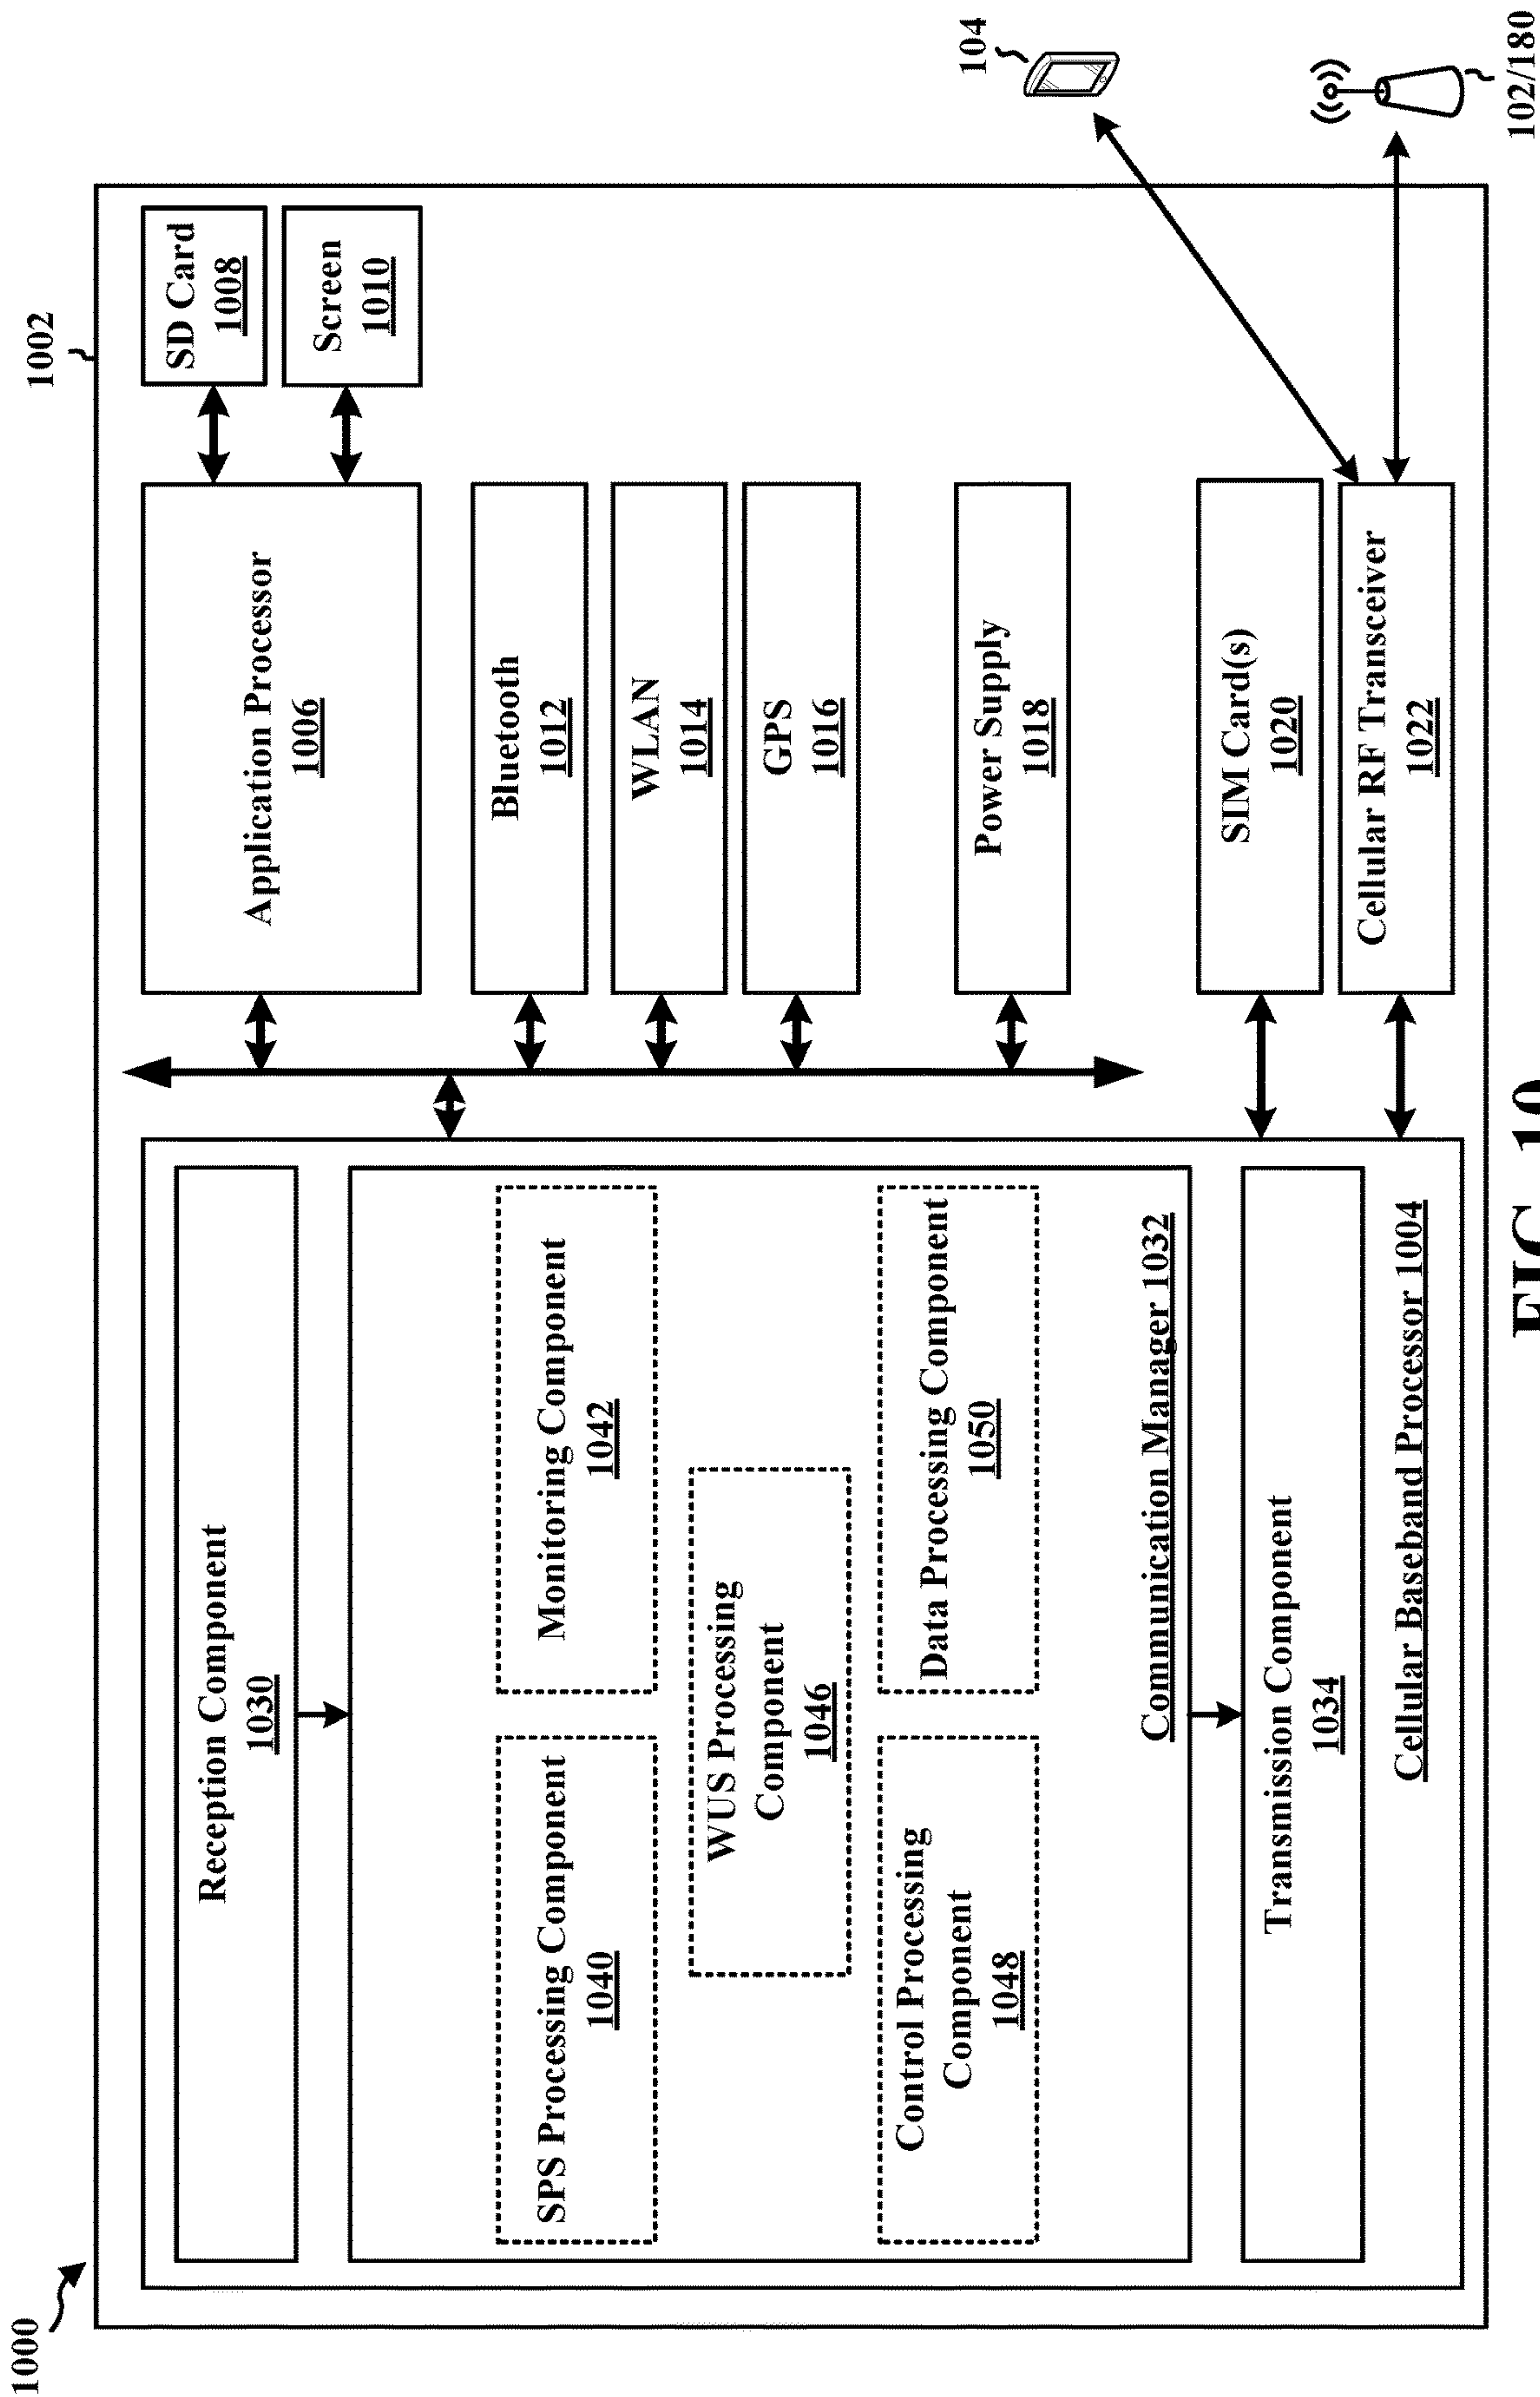 1000
1002
Reception Component
1030
SPS Processing Component
1040
Monitoring Component
1042
WUS Processing
Component
1046
Control Processing
Component
1048
Data Processing Component
1050
Communication Manager 1032
Transmission Component
1034
Cellular Baseband Processor 1004
Application Processor
1006
SD Card
1008
Screen
1010
Bluetooth
1012
WLAN
1014
GPS
1016
Power Supply
1018
SIM Card(s)
1020
Cellular RF Transceiver
1022
104
102/180
FIG. 10